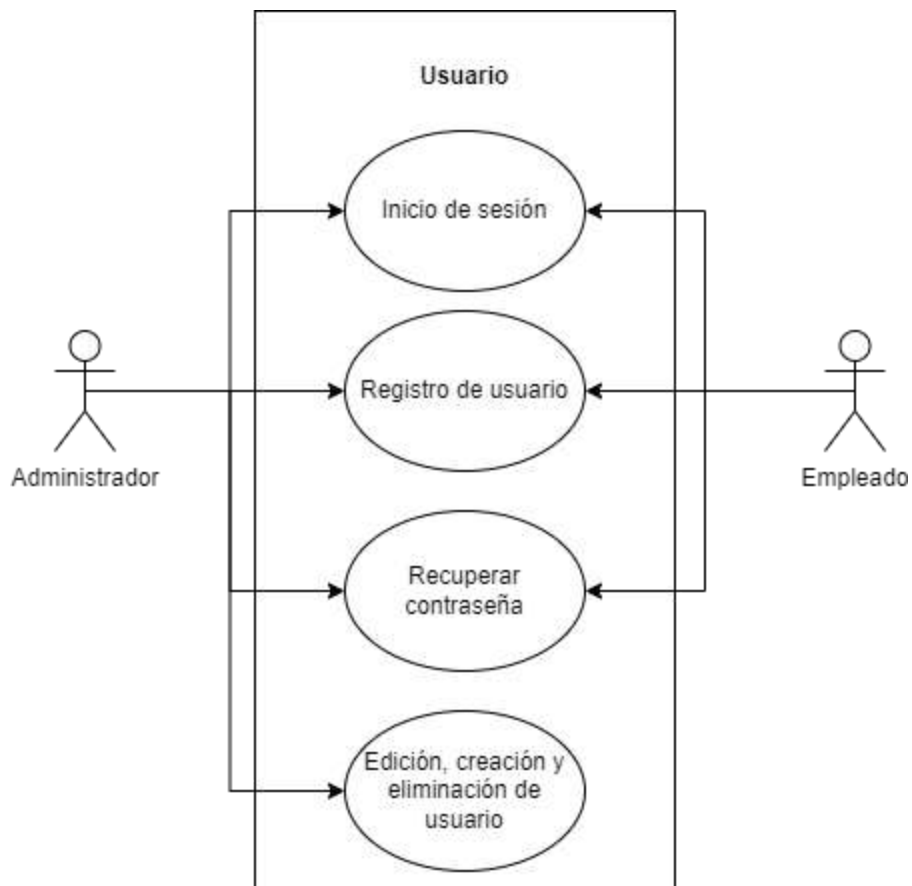 Usuario
Inicio de sesión
Registro de usuario
Administrador
Empleado
Recuperar
contraseña
Edición, creación y
eliminación de
usuario